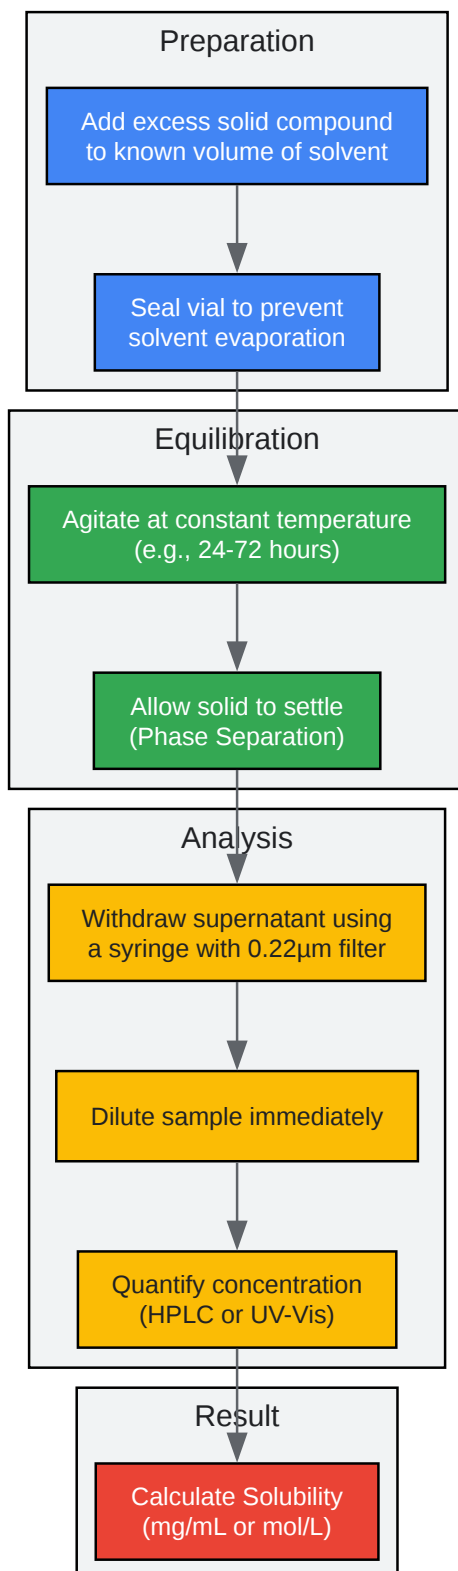 Preparation
Add excess solid compound
to known volume of solvent
Seal vial to prevent
solvent evaporation
Equilibration
Agitate at constant temperature
(e.g., 24-72 hours)
Allow solid to settle
(Phase Separation)
Analysis
Withdraw supernatant using
a syringe with 0.22µm filter
Dilute sample immediately
Quantify concentration
(HPLC or UV-Vis)
Result
Calculate Solubility
(mg/mL or mol/L)